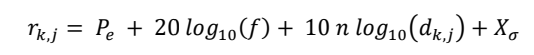 r_{k,j} = P_e + 20 log_{10}(f) + 10 n log_{10}(d_{k,j}) + X_σ